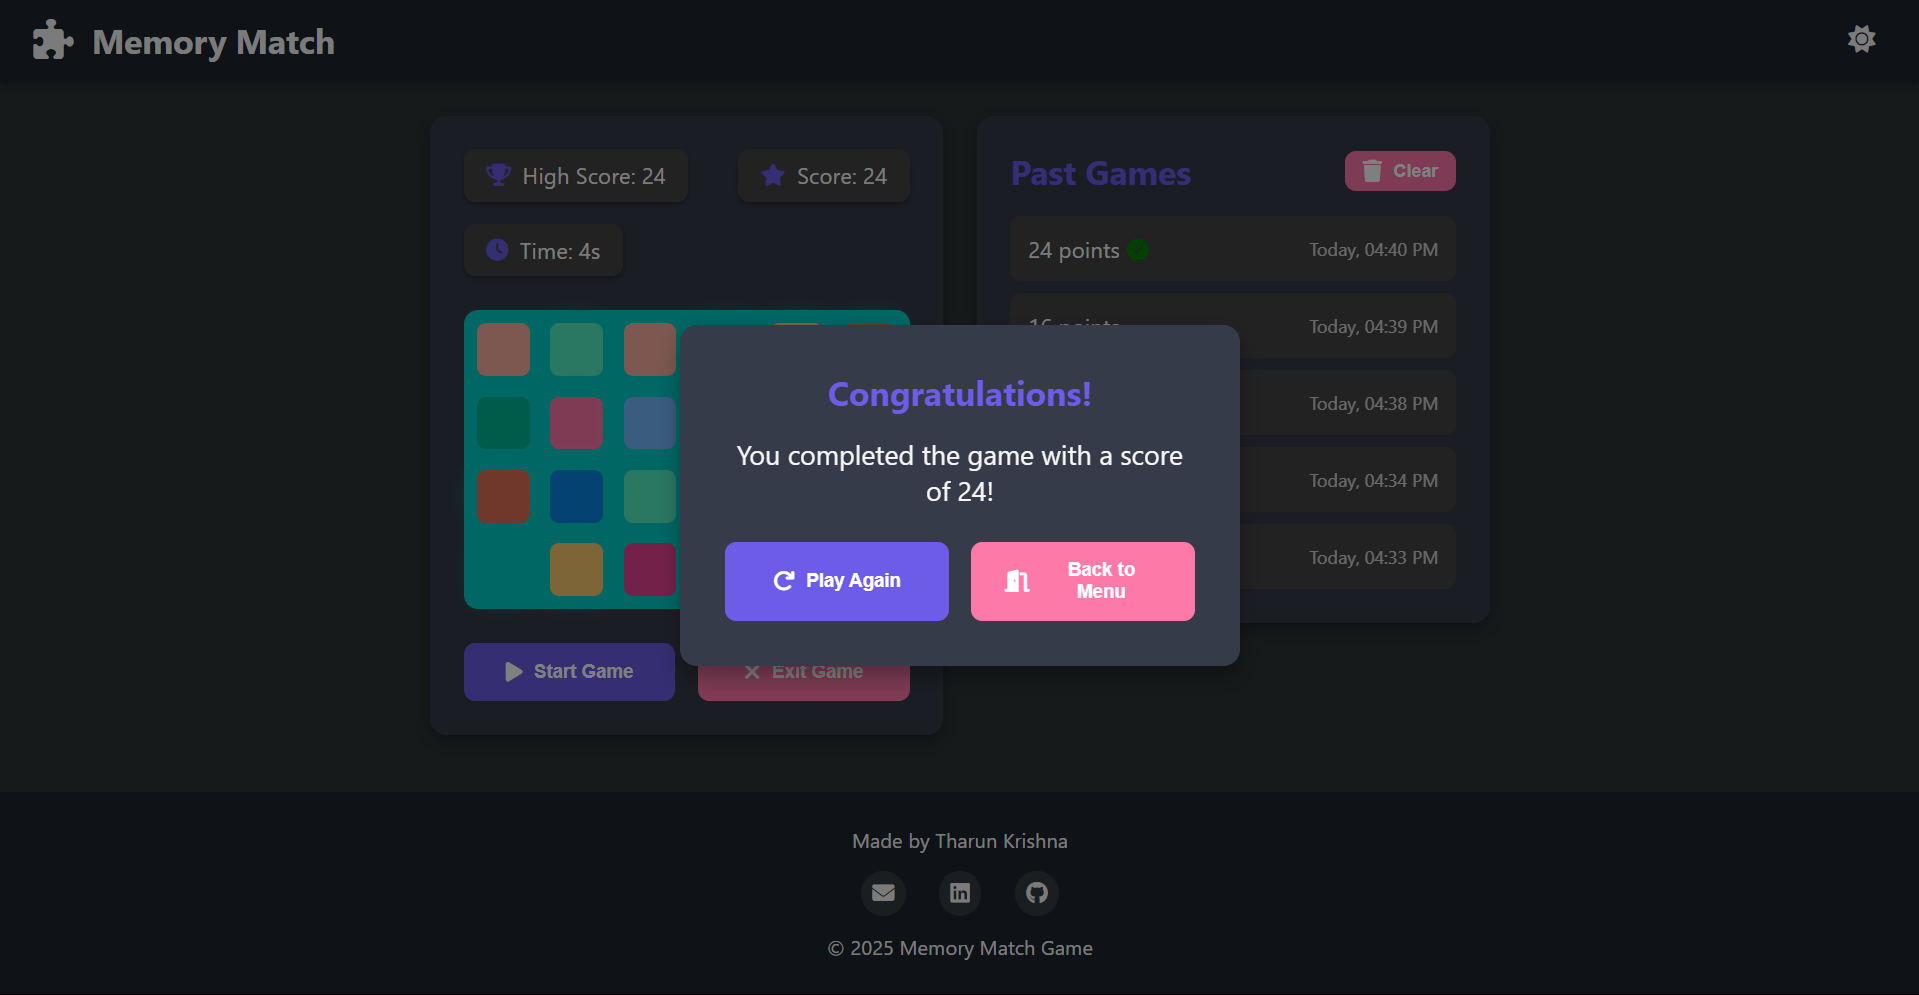 Memory Match
High Score: 24
Score: 24
Time: 4s
Past Games
Clear
24 points
Today, 04:40 PM
16 points
Today, 04:39 PM
Today, 04:38 PM
Today, 04:34 PM
Today, 04:33 PM
Congratulations!
You completed the game with a score
of 24!
Play Again
Back to
Menu
Start Game
Exit Game
Made by Tharun Krishna
in
© 2025 Memory Match Game